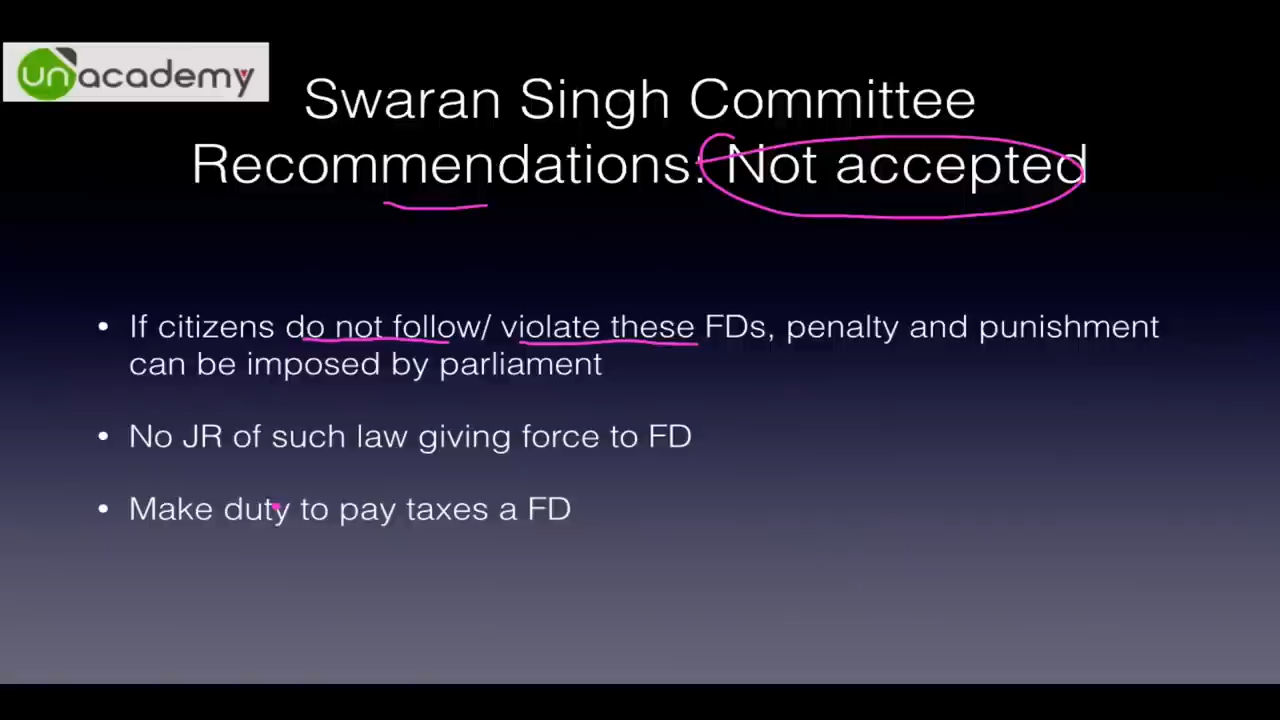 unacademy
Swaran Singh Committee
Recommendations: Not accepted
• If citizens do not follow/ violate these FDs, penalty and punishment
can be imposed by parliament
• No JR of such law giving force to FD
• Make duty to pay taxes a FD